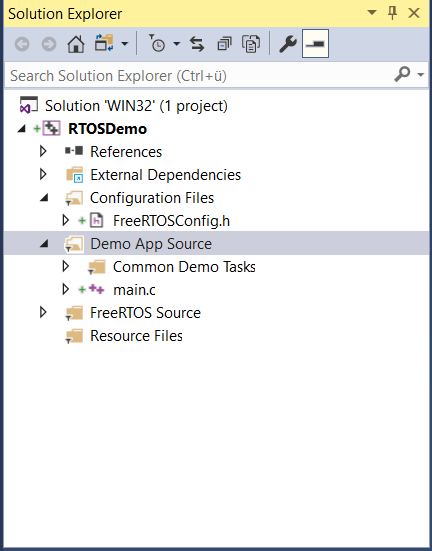 Solution Explorer
Search Solution Explorer (Ctrl+ü)
Solution 'WIN32' (1 project)
RTOSDemo
References
External Dependencies
Configuration Files
FreeRTOSConfig.h
Demo App Source
Common Demo Tasks
main.c
FreeRTOS Source
Resource Files